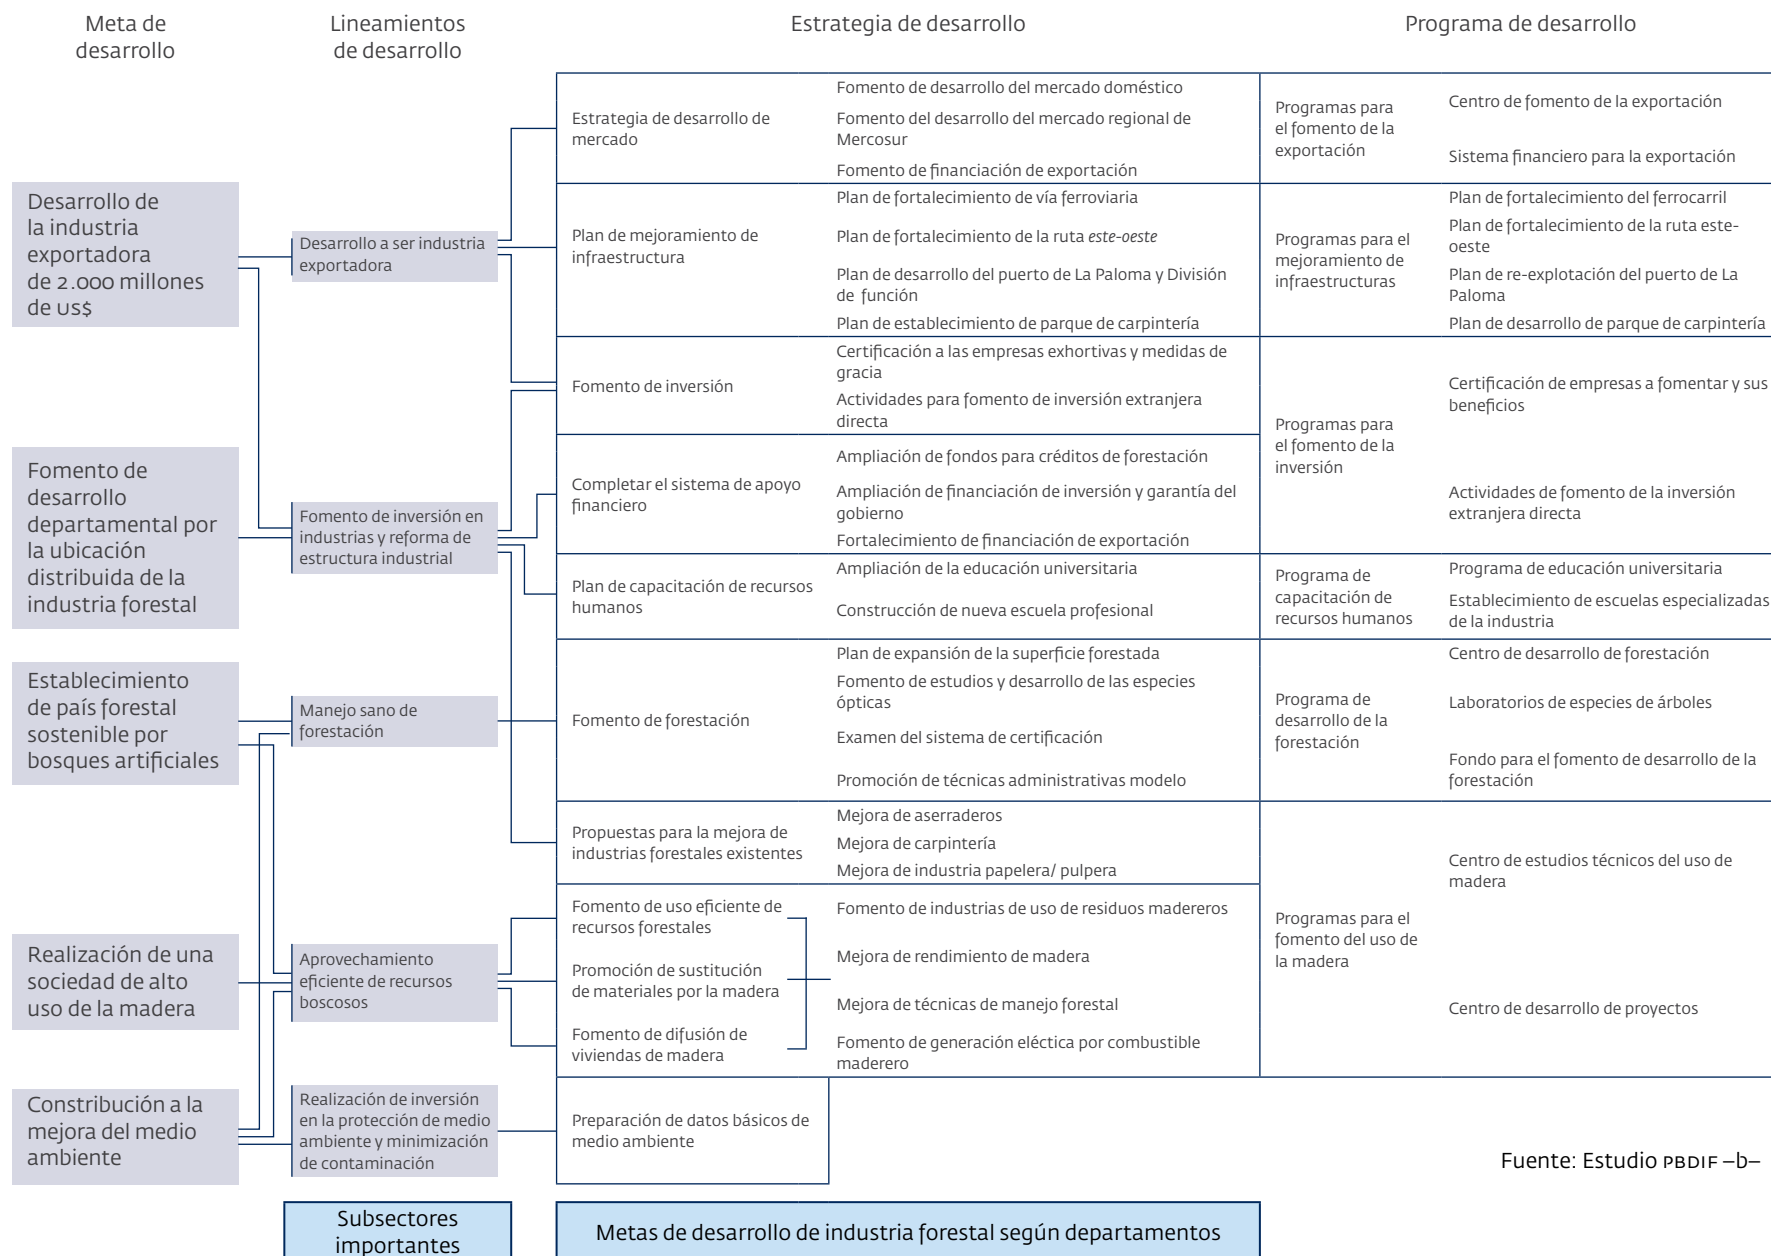 Meta de
desarrollo
Lineamientos
de desarrollo
Estrategia de desarrollo
Programa de desarrollo
Desarrollo de
la industria
exportadora
de 2.000 millones
de US$
Fomento de
desarrollo
departamental por
la ubicación
distribuida de la
industria forestal
Establecimiento
de país forestal
sostenible por
bosques artificiales
Realización de una
sociedad de alto
uso de la madera
Constribución a la
mejora del medio
ambiente
Desarrollo a ser industria
exportadora
Fomento de inversión en
industrias y reforma de
estructura industrial
Manejo sano de
forestación
Aprovechamiento
eficiente de recursos
boscosos
Realización de inversión
en la protección de medio
ambiente y minimización
de contaminación
Estrategia de desarrollo de
mercado
Fomento de desarrollo del mercado doméstico
Fomento del desarrollo del mercado regional de
Mercosur
Fomento de financiación de exportación
Programas para
el fomento de la
exportación
Centro de fomento de la exportación
Sistema financiero para la exportación
Plan de mejoramiento de
infraestructura
Plan de fortalecimiento de vía ferroviaria
Plan de fortalecimiento de la ruta este-oeste
Plan de desarrollo del puerto de La Paloma y División
de función
Plan de establecimiento de parque de carpintería
Programas para el
mejoramiento de
infraestructuras
Plan de fortalecimiento del ferrocarril
Plan de fortalecimiento de la ruta este-
oeste
Plan de re-explotación del puerto de La
Paloma
Plan de desarrollo de parque de carpintería
Fomento de inversión
Certificación a las empresas exhortivas y medidas de
gracia
Actividades para fomento de inversión extranjera
directa
Programas para
el fomento de la
inversión
Certificación de empresas a fomentar y sus
beneficios
Actividades de fomento de la inversión
extranjera directa
Completar el sistema de apoyo
financiero
Ampliación de fondos para créditos de forestación
Ampliación de financiación de inversión y garantía del
gobierno
Fortalecimiento de financiación de exportación
Plan de capacitación de recursos
humanos
Ampliación de la educación universitaria
Construcción de nueva escuela profesional
Programa de
capacitación de
recursos humanos
Programa de educación universitaria
Establecimiento de escuelas especializadas
de la industria
Fomento de forestación
Plan de expansión de la superficie forestada
Fomento de estudios y desarrollo de las especies
ópticas
Examen del sistema de certificación
Promoción de técnicas administrativas modelo
Programa de
desarrollo de la
forestación
Centro de desarrollo de forestación
Laboratorios de especies de árboles
Fondo para el fomento de desarrollo de la
forestación
Propuestas para la mejora de
industrias forestales existentes
Mejora de aserraderos
Mejora de carpintería
Mejora de industria papelera/ pulpera
Programas para el
fomento del uso de
la madera
Centro de estudios técnicos del uso de
madera
Centro de desarrollo de proyectos
Fomento de uso eficiente de
recursos forestales
Promoción de sustitución
de materiales por la madera
Fomento de difusión de
viviendas de madera
Fomento de industrias de uso de residuos madereros
Mejora de rendimiento de madera
Mejora de técnicas de manejo forestal
Fomento de generación eléctica por combustible
maderero
Preparación de datos básicos de
medio ambiente
Fuente: Estudio PBDIF –b–
Subsectores
importantes
Metas de desarrollo de industria forestal según departamentos